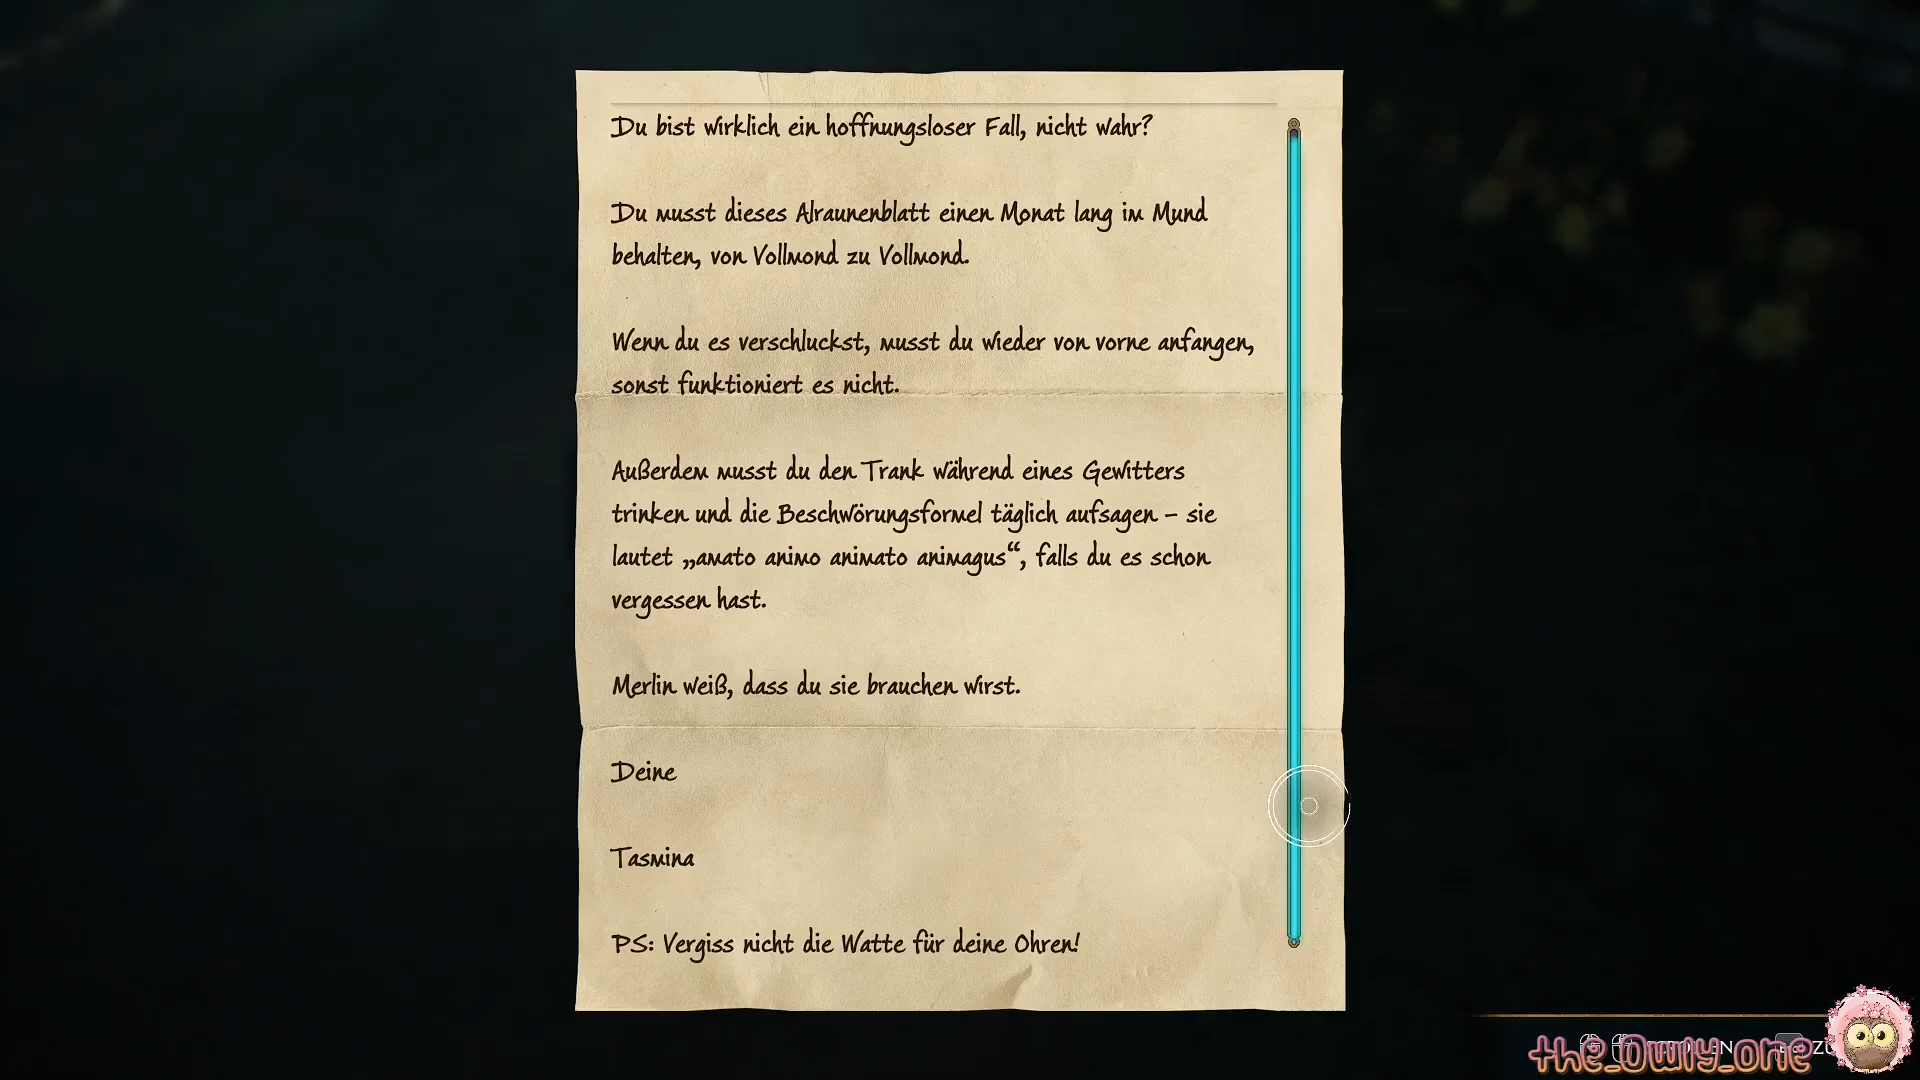 Du bist wirklich ein hoffnungsloser Fall, nicht wahr?
Du musst dieses Alraunenblatt einen Monat lang im Mund
behalten, von Vollmond zu Vollmond.
Wenn du es verschluckst, musst du wieder von vorne anfangen,
sonst funktioniert es nicht.
Außerdem musst du den Trank während eines Gewitters
trinken und die Beschwörungsformel täglich aufsagen – sie
lautet „amato animo animato animagus“, falls du es schon
vergessen hast.
Merlin weiß, dass du sie brauchen wirst.
Deine
Tasmina
PS: Vergiss nicht die Watte für deine Ohren!
the_Owly_one